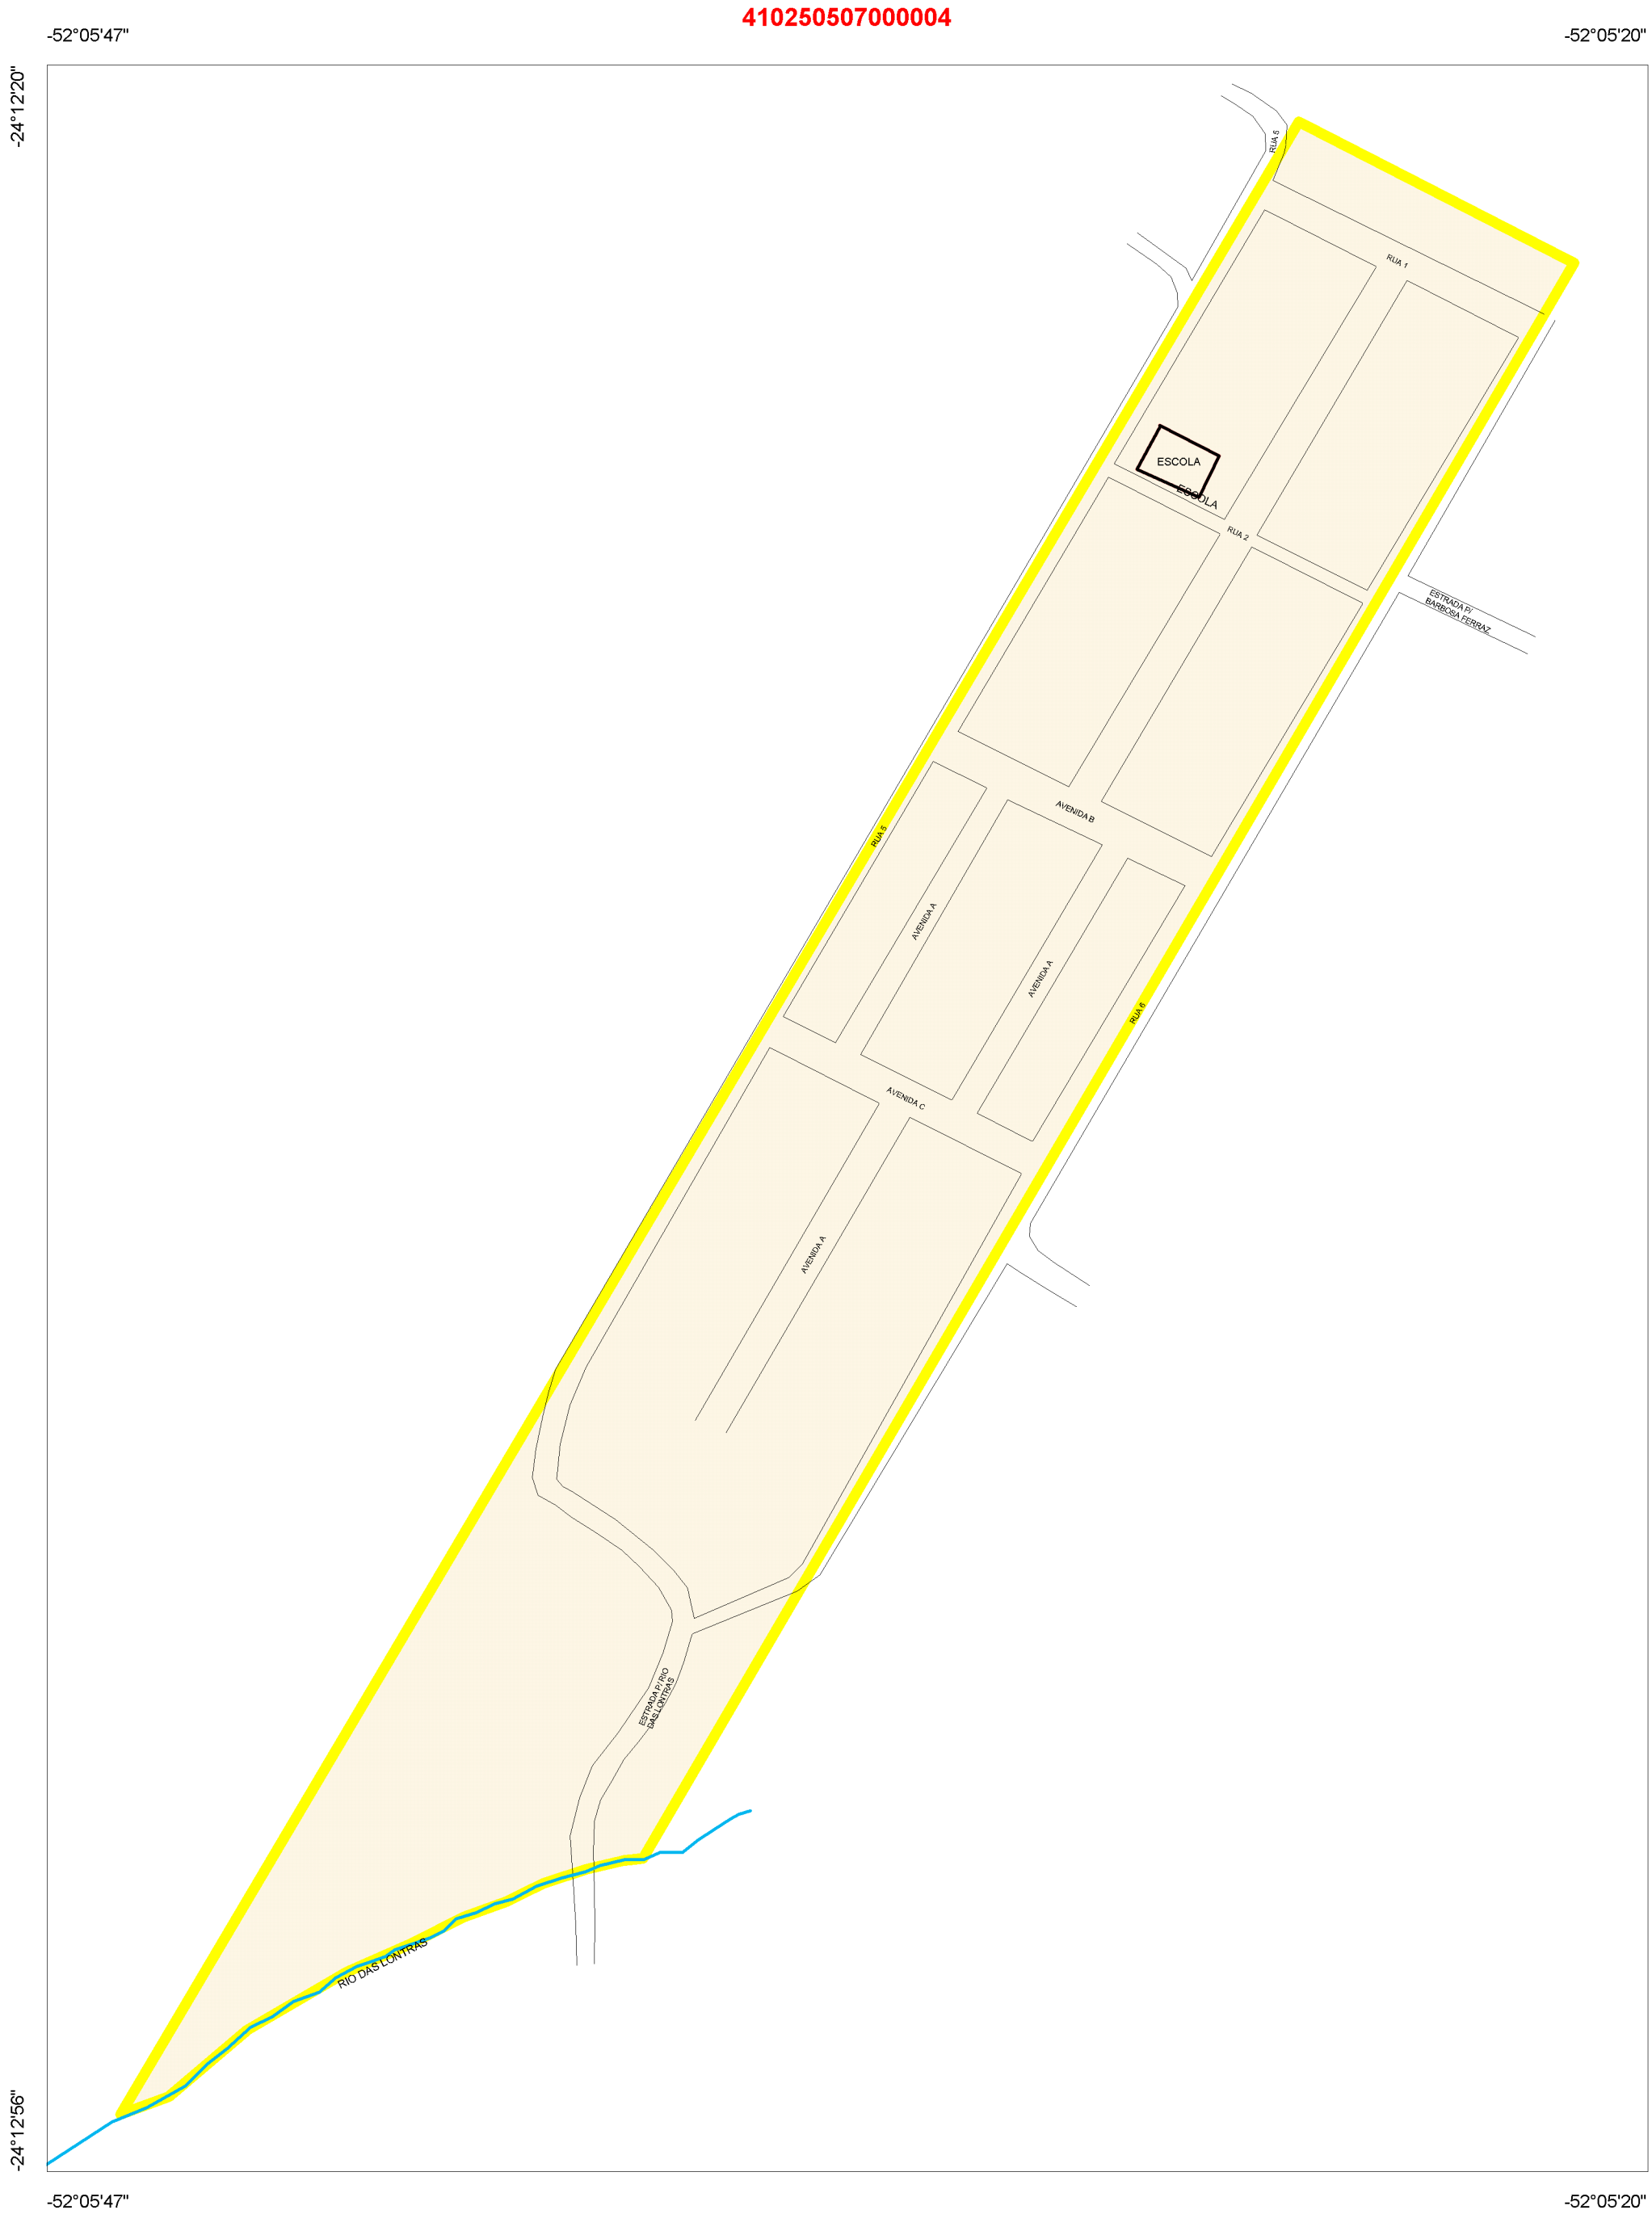 410250507000004
-52°05'47"
-52°05'20"
-24°12'20"
RUA 5
RUA 1
ESCOLA
ESCOLA
RUA 2
ESTRADA P/
BARBOSA FERRAZ
AVENIDA B
RUA 5
AVENIDA A
AVENIDA A
RUA 6
AVENIDA C
AVENIDA A
ESTRADA P/ RIO
DAS LONTRAS
RIO DAS LONTRAS
-24°12'56"
-52°05'47"
-52°05'20"